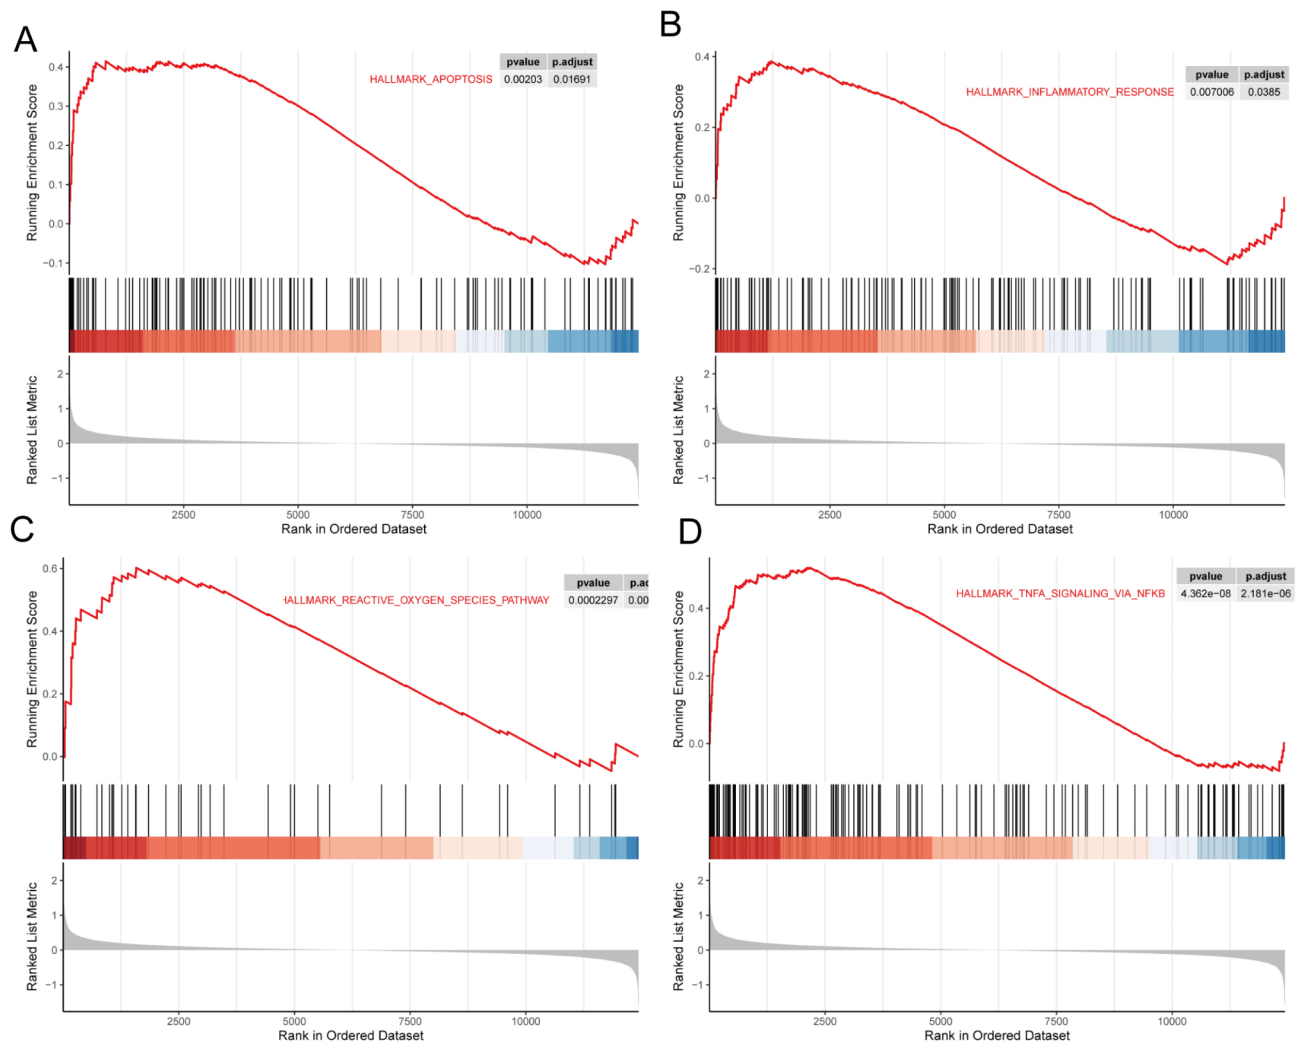 A
pvalue p.adjust
HALLMARK_APOPTOSIS 0.00203 0.01691
Running Enrichment Score
0.4
0.3
0.2
0.1
0.0
−0.1
Ranked List Metric
2
1
0
−1
2500 5000 7500 10000
Rank in Ordered Dataset
B
pvalue p.adjust
HALLMARK_INFLAMMATORY_RESPONSE 0.007006 0.0385
Running Enrichment Score
0.4
0.2
0.0
−0.2
Ranked List Metric
2
1
0
−1
2500 5000 7500 10000
Rank in Ordered Dataset
C
pvalue p.ad
HALLMARK_REACTIVE_OXYGEN_SPECIES_PATHWAY 0.0002297 0.00
Running Enrichment Score
0.6
0.4
0.2
0.0
Ranked List Metric
2
1
0
−1
2500 5000 7500 10000
Rank in Ordered Dataset
D
pvalue p.adjust
HALLMARK_TNFA_SIGNALING_VIA_NFKB 4.362e−08 2.181e−06
Running Enrichment Score
0.4
0.2
0.0
Ranked List Metric
2
1
0
−1
2500 5000 7500 10000
Rank in Ordered Dataset